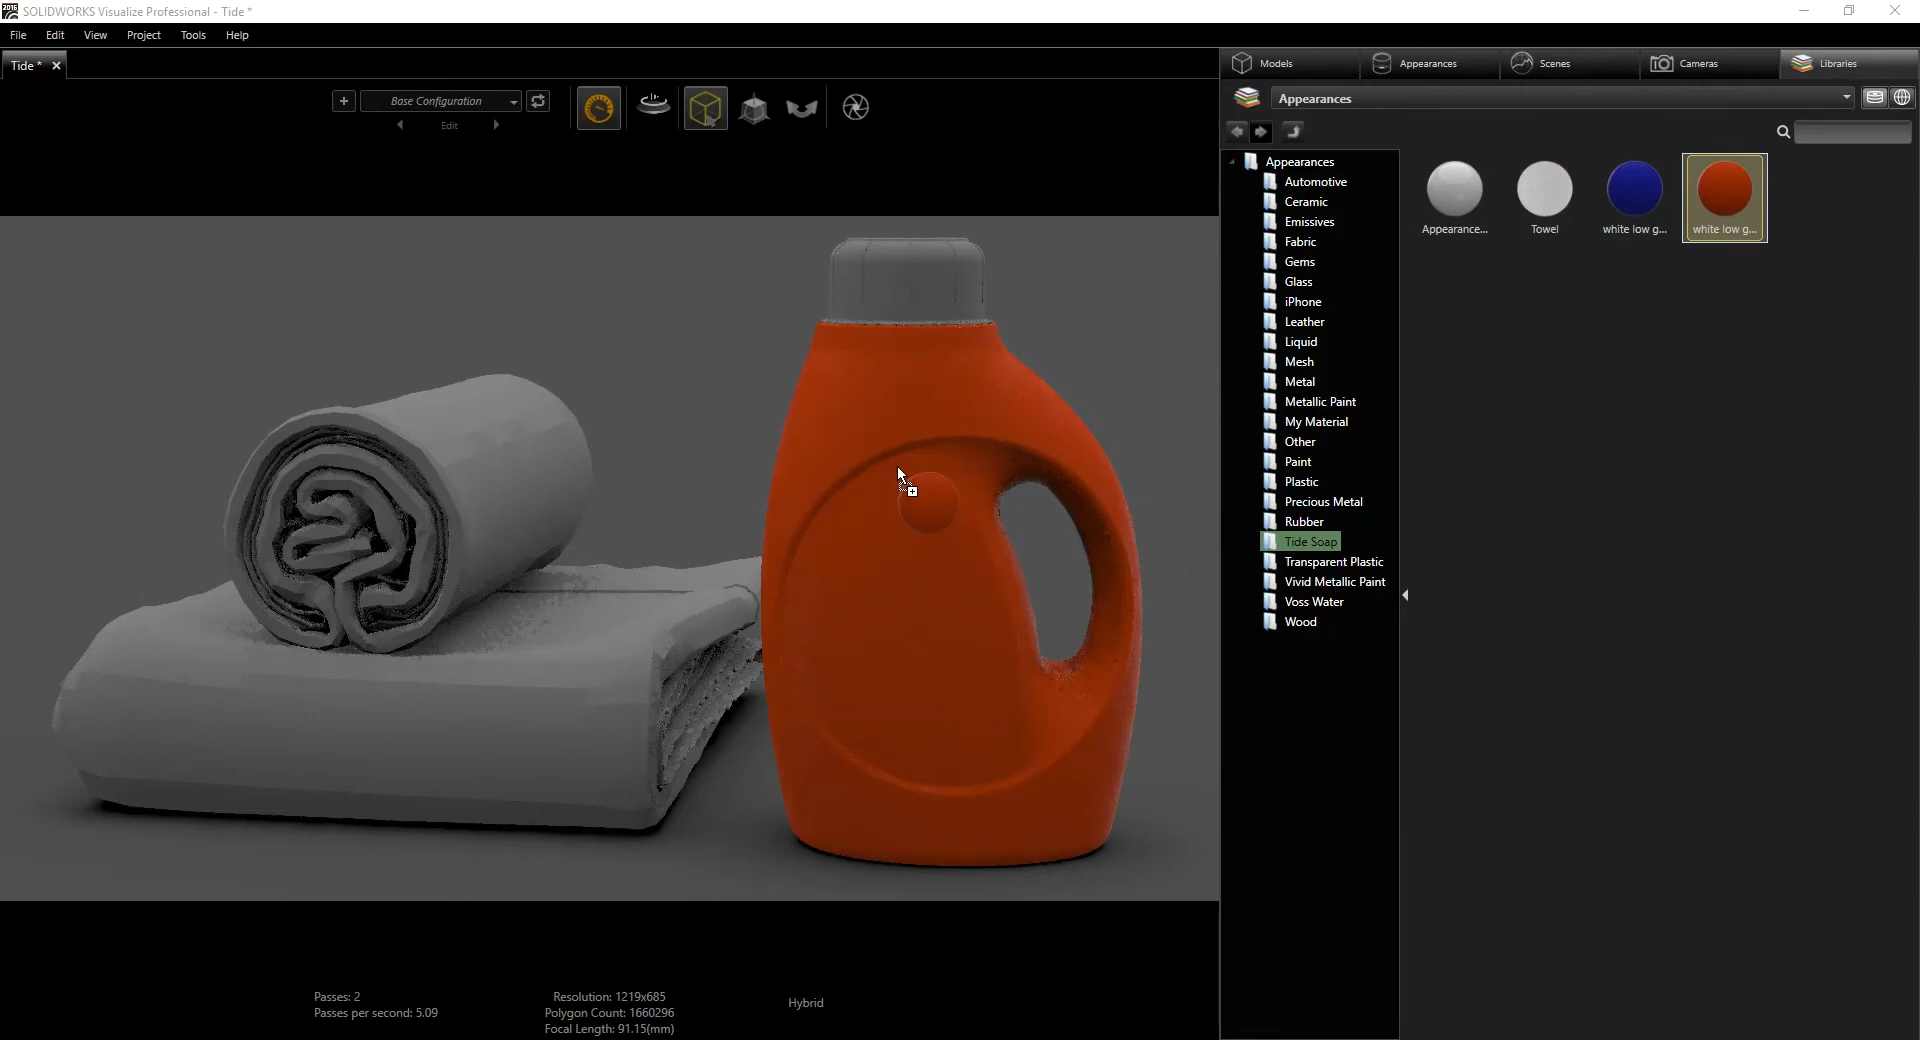 2016
SOLIDWORKS Visualize Professional - Tide *
File Edit View Project Tools Help
Tide *
Base Configuration
Edit
Models Appearances Scenes Cameras Libraries
Appearances
Appearances
Automotive
Ceramic
Emissives
Fabric
Gems
Glass
iPhone
Leather
Liquid
Mesh
Metal
Metallic Paint
My Material
Other
Paint
Plastic
Precious Metal
Rubber
Tide Soap
Transparent Plastic
Vivid Metallic Paint
Voss Water
Wood
Appearance... Towel white low g... white low g...
Passes: 2
Passes per second: 5.09
Resolution: 1219x685
Polygon Count: 1660296
Focal Length: 91.15(mm)
Hybrid